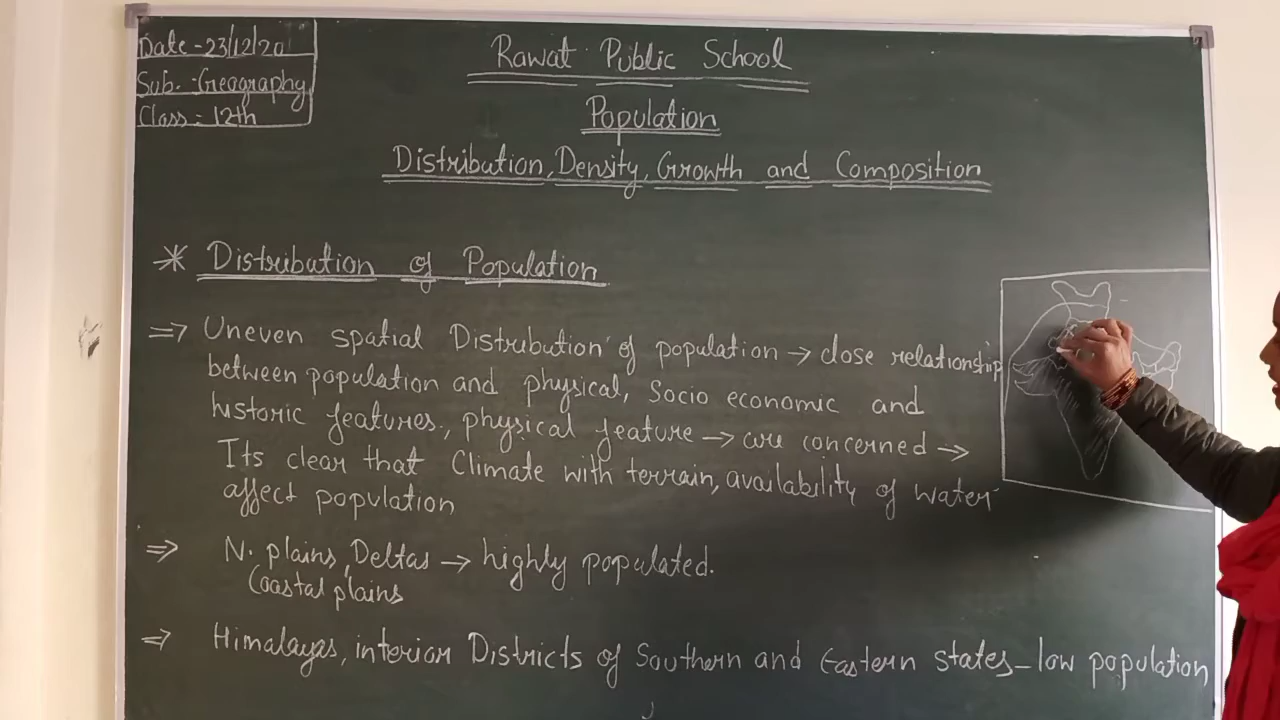 Date - 23/12/20
Sub. - Geography
Class = 12th
Rawat Public School
Population
Distribution, Density, Growth and Composition
* Distribution of Population
⇒ Uneven spatial Distribution of population → close relationship
between population and physical, Socio economic and
historic features, physical feature → are concerned →
Its clear that Climate with terrain, availability of water
affect population
⇒ N. plains, Deltas → highly populated.
Coastal plains
⇒ Himalayas, interior Districts of Southern and Eastern states - low population